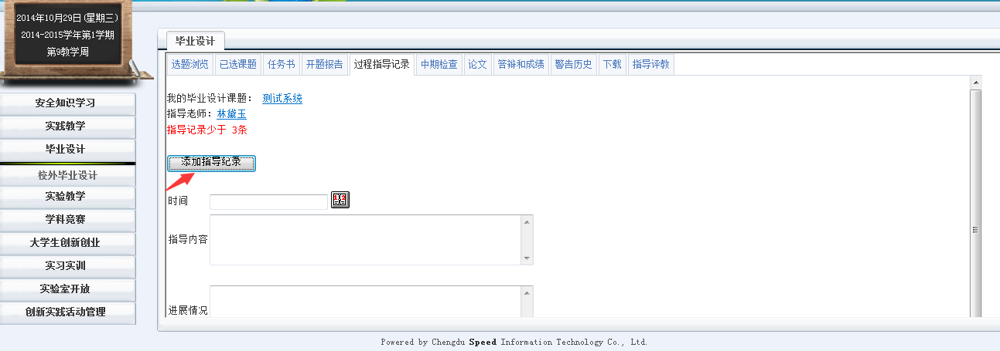 2014年10月29日(星期三)
2014-2015学年第1学期
第9教学周
安全知识学习
实践教学
毕业设计
校外毕业设计
实验教学
学科竞赛
大学生创新创业
实习实训
实验室开放
创新实践活动管理
毕业设计
选题浏览 已选课题 任务书 开题报告 过程指导记录 中期检查 论文 答辩和成绩 警告历史 下载 指导评教
我的毕业设计课题： 测试系统
指导老师：林黛玉
指导记录少于 3条
添加指导纪录
时间
指导内容
进展情况
Powered by Chengdu Speed Information Technology Co., Ltd.